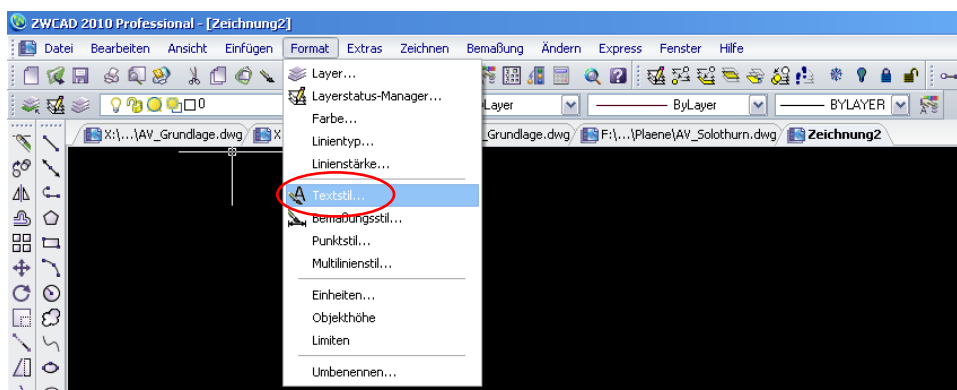 ZWCAD 2010 Professional - [Zeichnung2]
Datei Bearbeiten Ansicht Einfügen Format Extras Zeichnen Bemaßung Ändern Express Fenster Hilfe
0 ByLayer ByLayer BYLAYER
X:\...\AV_Grundlage.dwg X _Grundlage.dwg F:\...\Plaene\AV_Solothurn.dwg Zeichnung2
Layer...
Layerstatus-Manager...
Farbe...
Linientyp...
Linienstärke...
Textstil...
Bemaßungsstil...
Punktstil...
Multilinienstil...
Einheiten...
Objekthöhe
Limiten
Umbenennen...